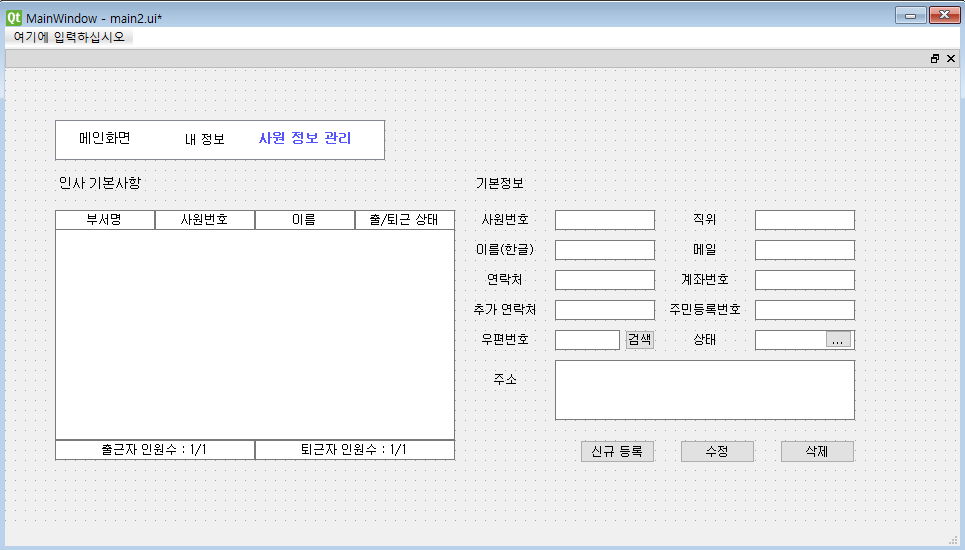 Qt MainWindow - main2.ui*
여기에 입력하십시오
메인화면 내 정보 사원 정보 관리
인사 기본사항
부서명 사원번호 이름 출/퇴근 상태
출근자 인원수 : 1/1 퇴근자 인원수 : 1/1
기본정보
사원번호 직위
이름(한글) 메일
연락처 계좌번호
추가 연락처 주민등록번호
우편번호 검색 상태 ...
주소
신규 등록 수정 삭제